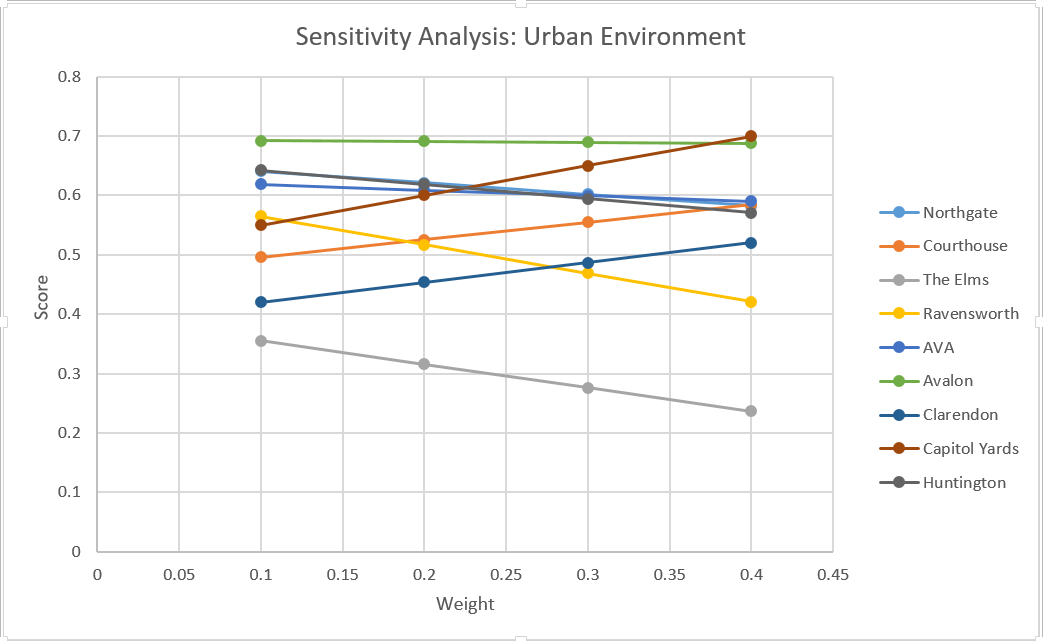 Sensitivity Analysis: Urban Environment
0.8
0.7
0.6
0.5
0.4
0.3
0.2
0.1
0
Score
0 0.05 0.1 0.15 0.2 0.25 0.3 0.35 0.4 0.45
Weight
Northgate
Courthouse
The Elms
Ravensworth
AVA
Avalon
Clarendon
Capitol Yards
Huntington